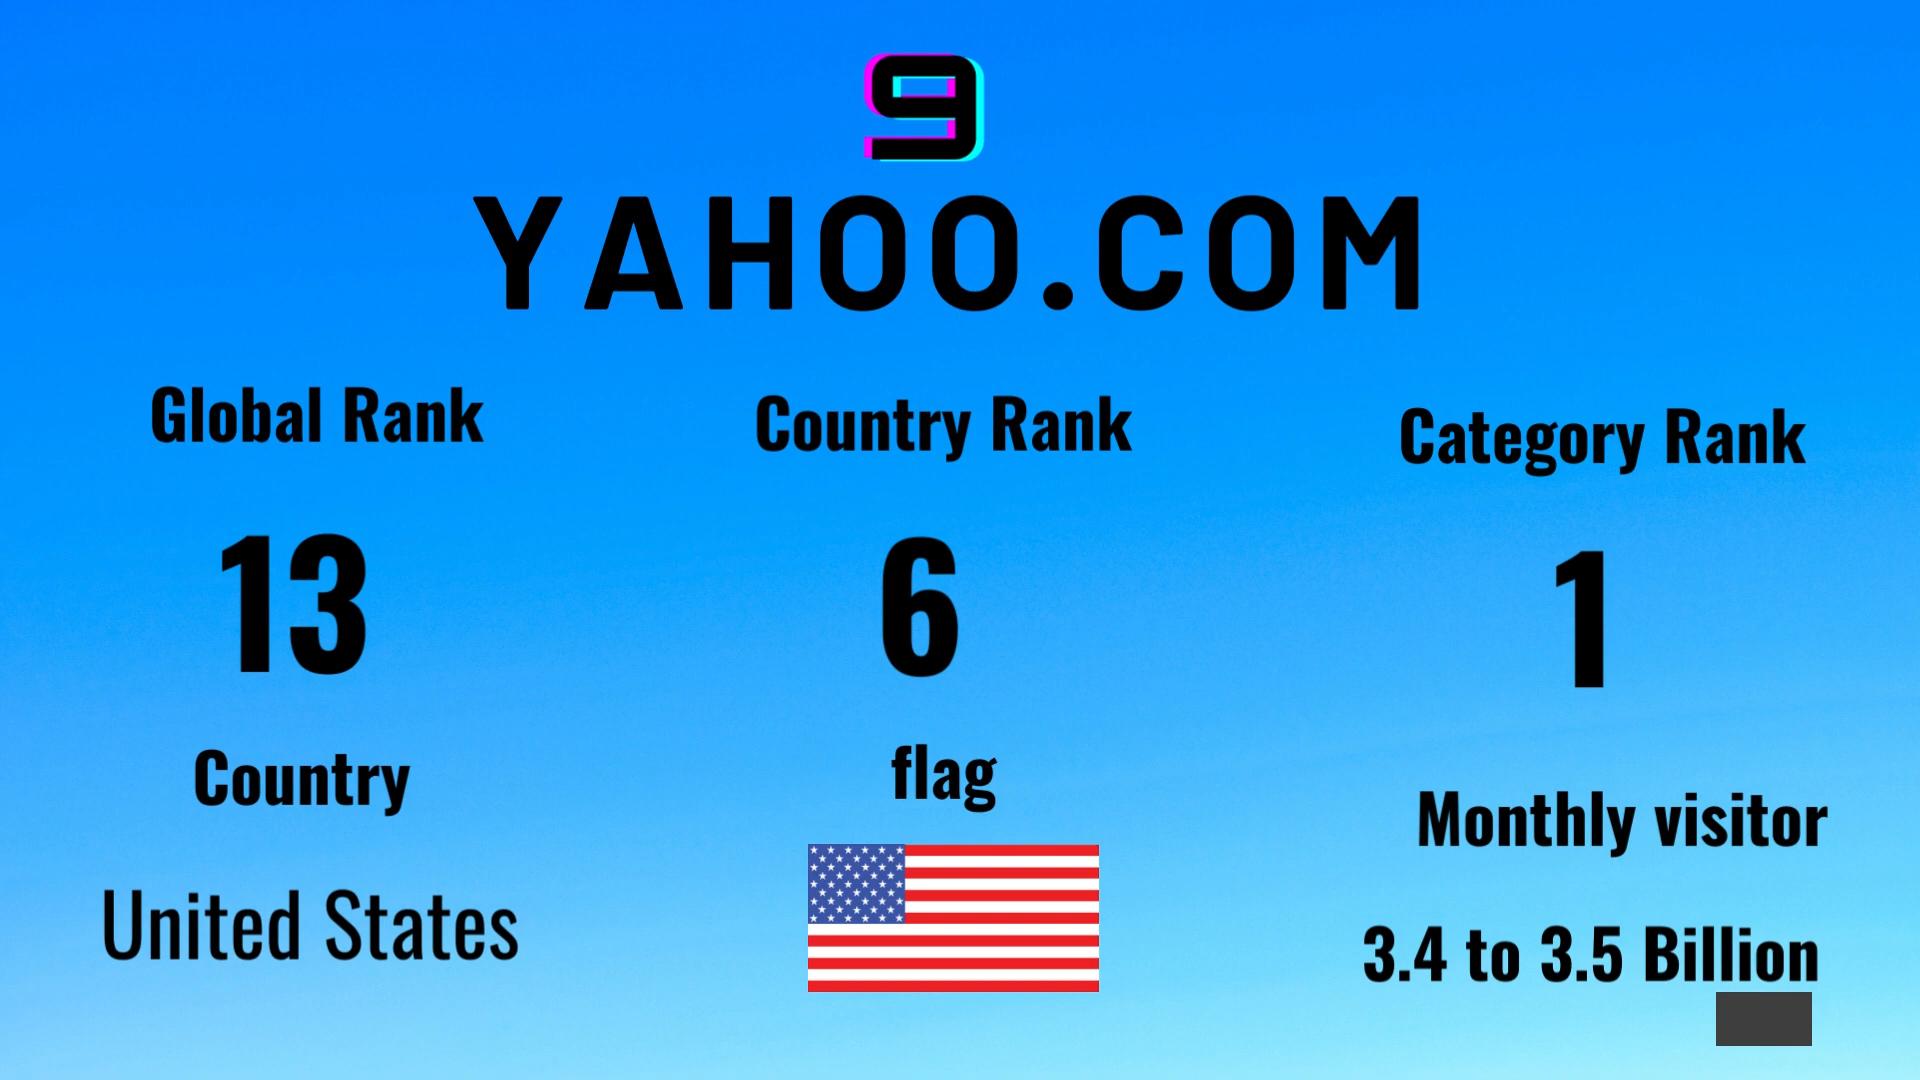 9
YAHOO.COM
Global Rank
Country Rank
Category Rank
13
6
1
Country
flag
Monthly visitor
United States
3.4 to 3.5 Billion